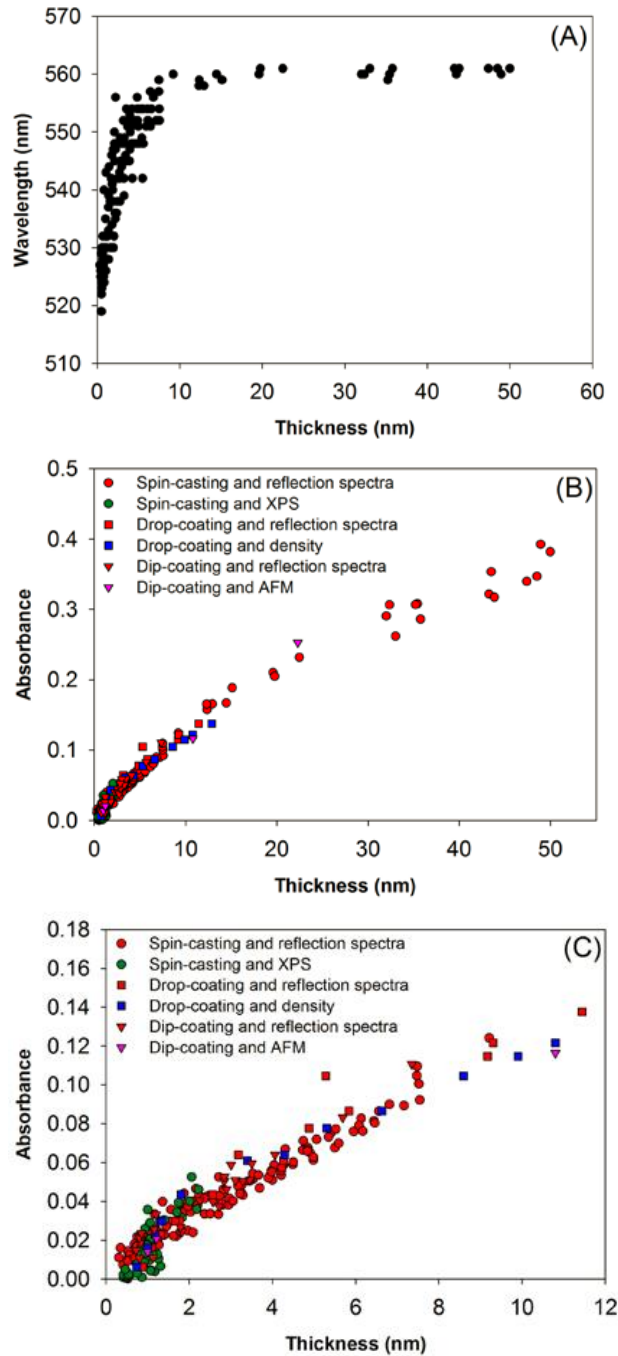 (A)
Wavelength (nm)
570
560
550
540
530
520
510
0 10 20 30 40 50 60
Thickness (nm)
(B)
Spin-casting and reflection spectra
Spin-casting and XPS
Drop-coating and reflection spectra
Drop-coating and density
Dip-coating and reflection spectra
Dip-coating and AFM
Absorbance
0.5
0.4
0.3
0.2
0.1
0.0
0 10 20 30 40 50
Thickness (nm)
(C)
Spin-casting and reflection spectra
Spin-casting and XPS
Drop-coating and reflection spectra
Drop-coating and density
Dip-coating and reflection spectra
Dip-coating and AFM
Absorbance
0.18
0.16
0.14
0.12
0.10
0.08
0.06
0.04
0.02
0.00
0 2 4 6 8 10 12
Thickness (nm)